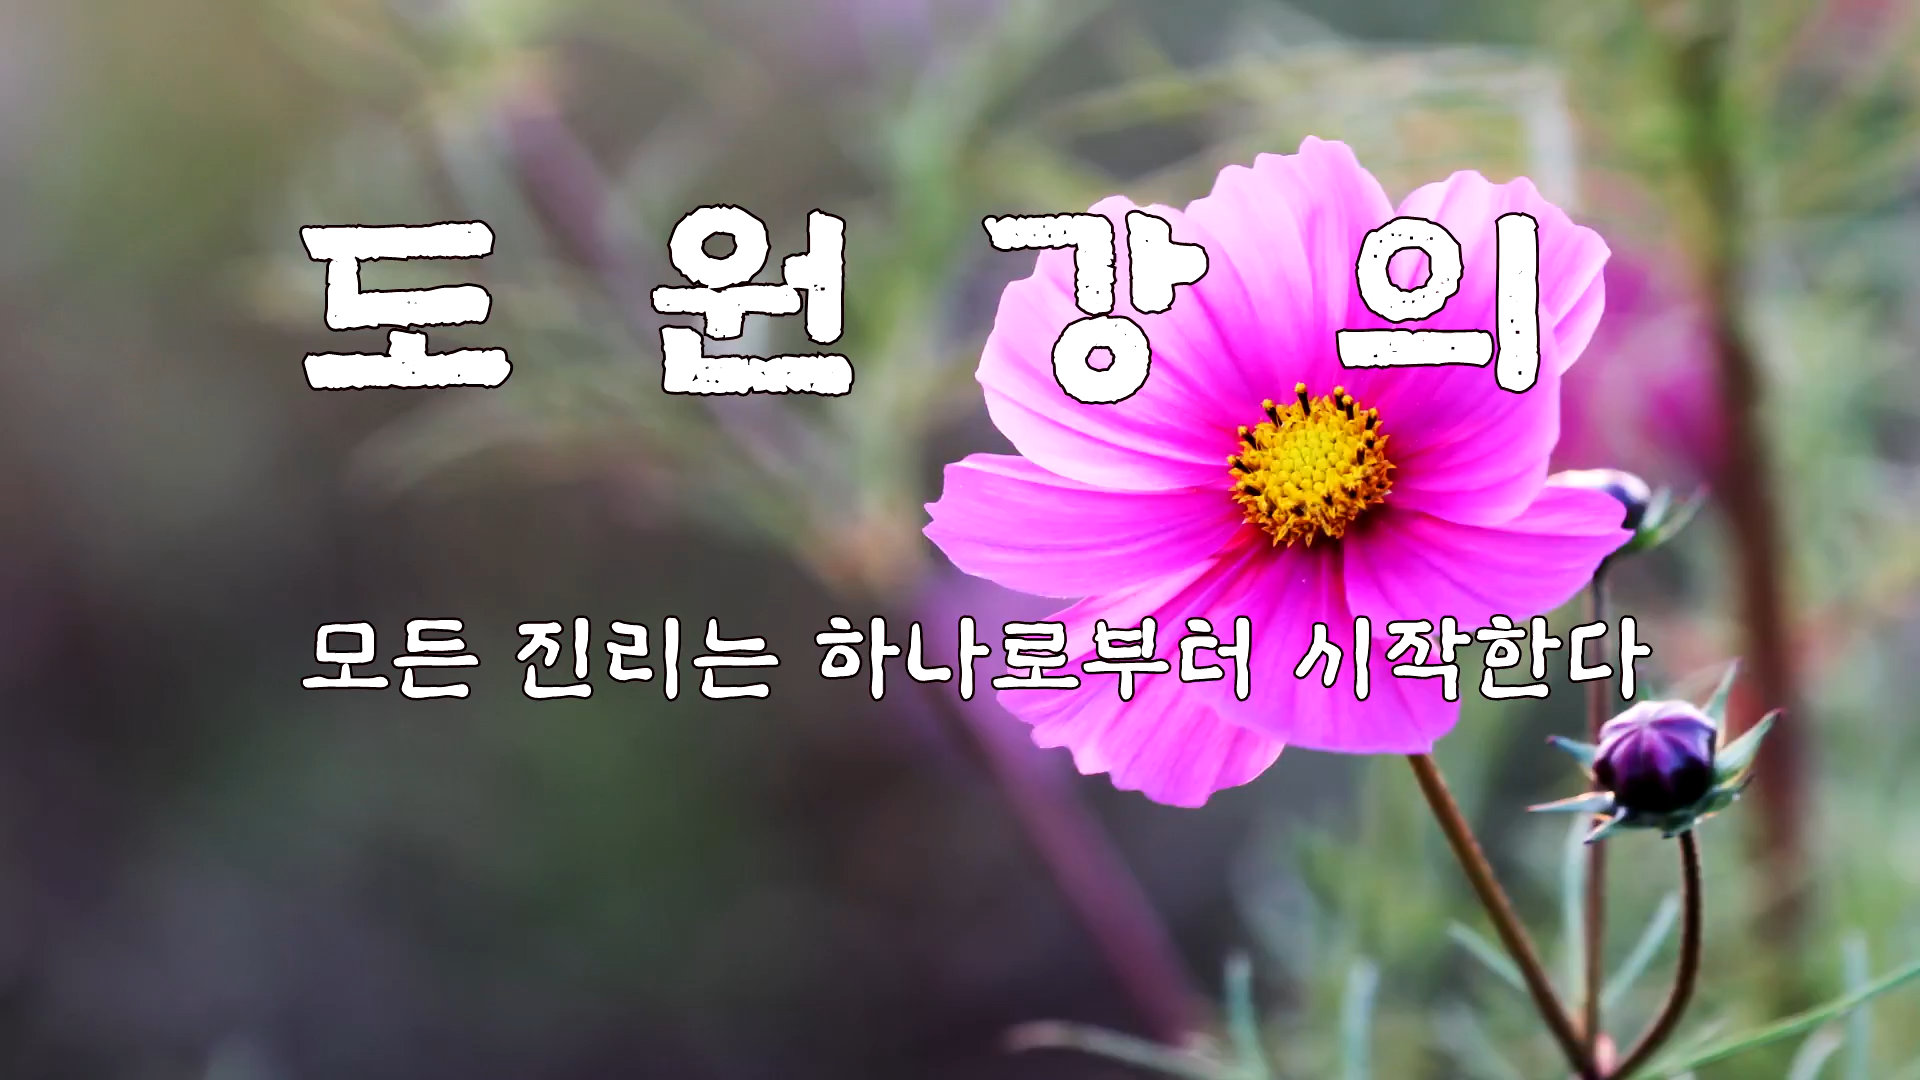 도 원 강 의
모든 진리는 하나로부터 시작한다